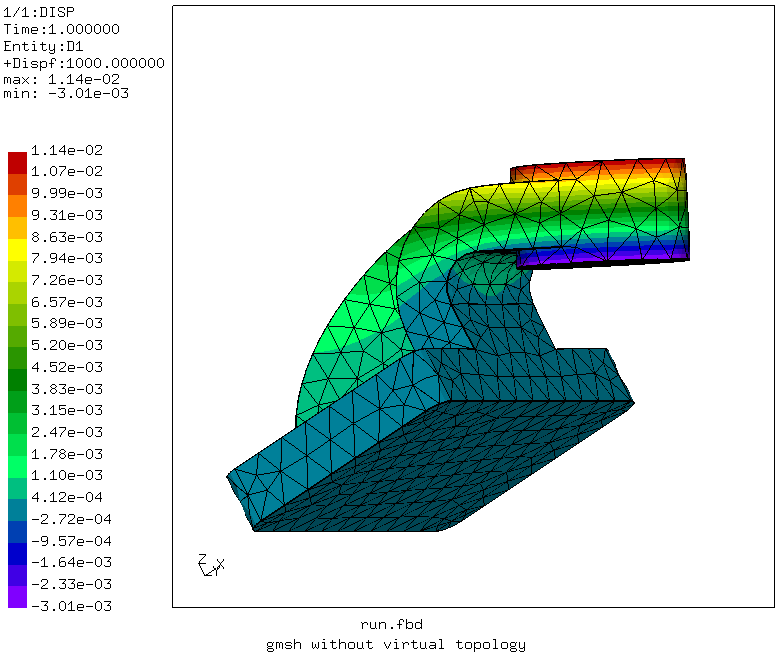 1/1:DISP
Time:1.000000
Entity:D1
+Dispf:1000.000000
max: 1.14e-02
min: -3.01e-03
1.14e-02
1.07e-02
9.99e-03
9.31e-03
8.63e-03
7.94e-03
7.26e-03
6.57e-03
5.89e-03
5.20e-03
4.52e-03
3.83e-03
3.15e-03
2.47e-03
1.78e-03
1.10e-03
4.12e-04
-2.72e-04
-9.57e-04
-1.64e-03
-2.33e-03
-3.01e-03
Z Y X
run.fbd
gmsh without virtual topology